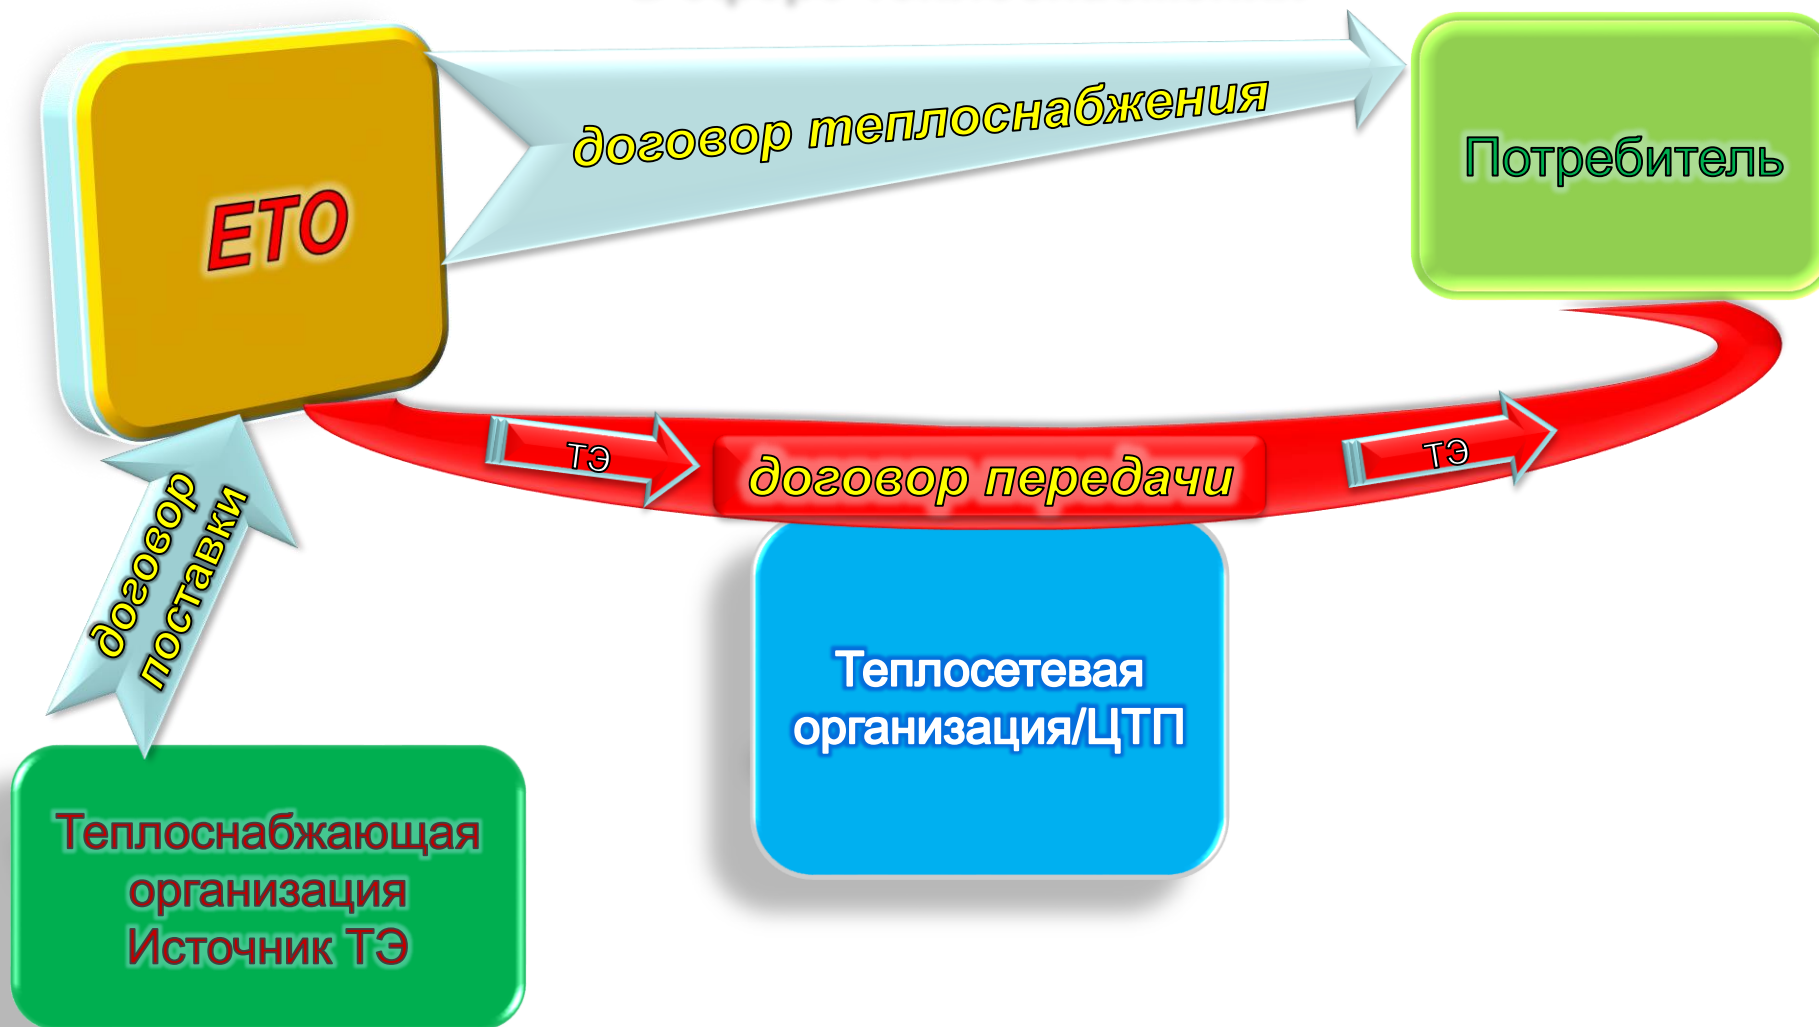 договор теплоснабжения
Потребитель
ЕТО
ТЭ
договор передачи
ТЭ
договор
поставки
Теплосетевая
организация/ЦТП
Теплоснабжающая
организация
Источник ТЭ